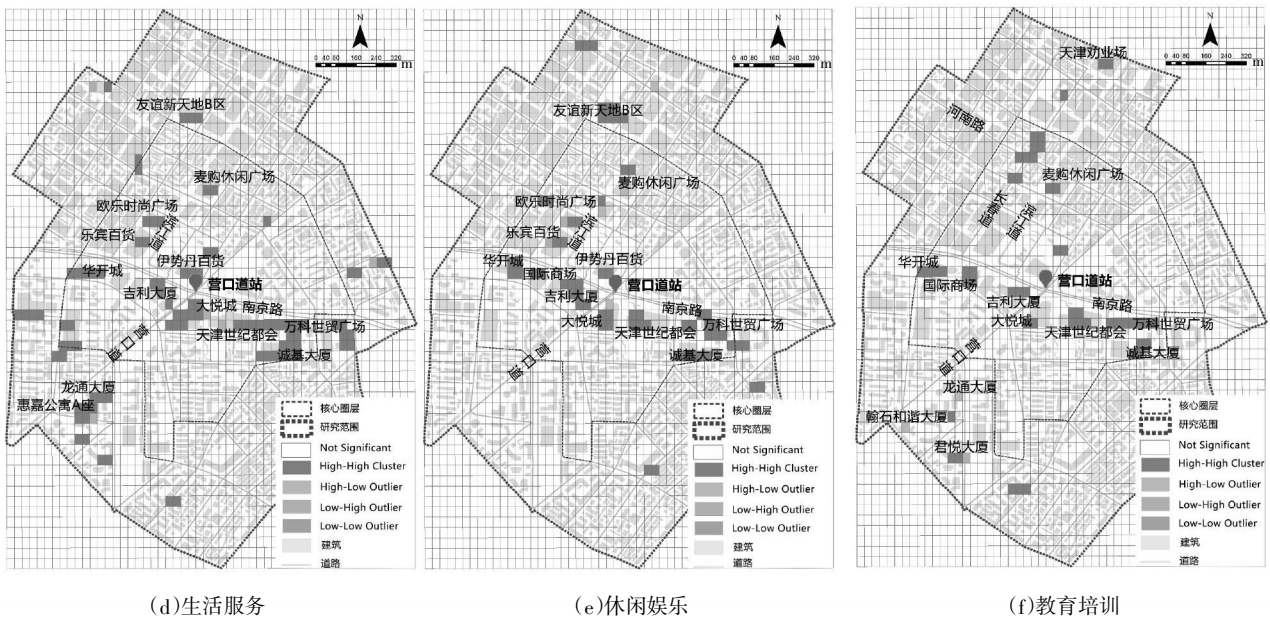 N
0 40 80 160 240 320
m
友谊新天地B区
麦购休闲广场
欧乐时尚广场
滨江道
乐宾百货
伊势丹百货
华开城
营口道站
吉利大厦
大悦城
南京路
天津世纪都会
万科世贸广场
诚基大厦
营口道
龙通大厦
惠嘉公寓A座
核心圈层
研究范围
Not Significant
High-High Cluster
High-Low Outlier
Low-High Outlier
Low-Low Outlier
建筑
道路
(d)生活服务
N
0 40 80 160 240 320
m
友谊新天地B区
麦购休闲广场
欧乐时尚广场
滨江道
乐宾百货
伊势丹百货
华开城
国际商场
营口道站
吉利大厦
南京路
大悦城
天津世纪都会
万科世贸广场
诚基大厦
营口道
核心圈层
研究范围
Not Significant
High-High Cluster
High-Low Outlier
Low-High Outlier
Low-Low Outlier
建筑
道路
(e)休闲娱乐
N
天津劝业场
0 40 80 160 240 320
m
河南路
麦购休闲广场
长春道
滨江道
华开城
国际商场
营口道站
吉利大厦
南京路
大悦城
天津世纪都会
万科世贸广场
诚基大厦
营口道
龙通大厦
翰石和谐大厦
君悦大厦
核心圈层
研究范围
Not Significant
High-High Cluster
High-Low Outlier
Low-High Outlier
Low-Low Outlier
建筑
道路
(f)教育培训